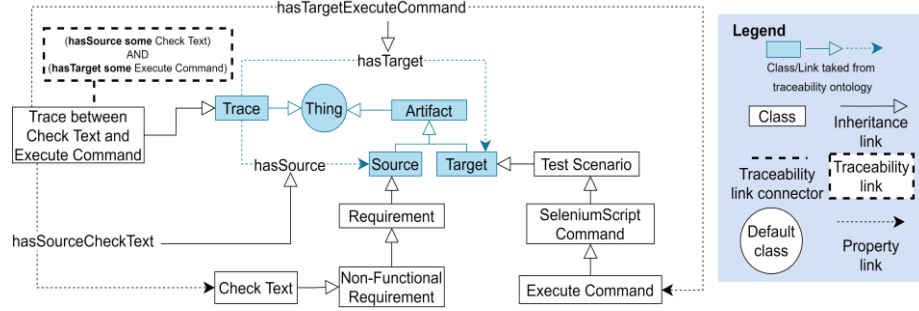 hasTargetExecuteCommand
(hasSource some Check Text)
AND
(hasTarget some Execute Command)
hasTarget
Trace between
Check Text and
Execute Command
Trace
Thing
Artifact
hasSource
Source
Target
Test Scenario
Requirement
SeleniumScript
Command
hasSourceCheckText
Check Text
Non-Functional
Requirement
Execute Command
Legend
Class/Link taked from
traceability ontology
Class
Inheritance
link
Traceability
link connector
Traceability
link
Default
class
Property
link